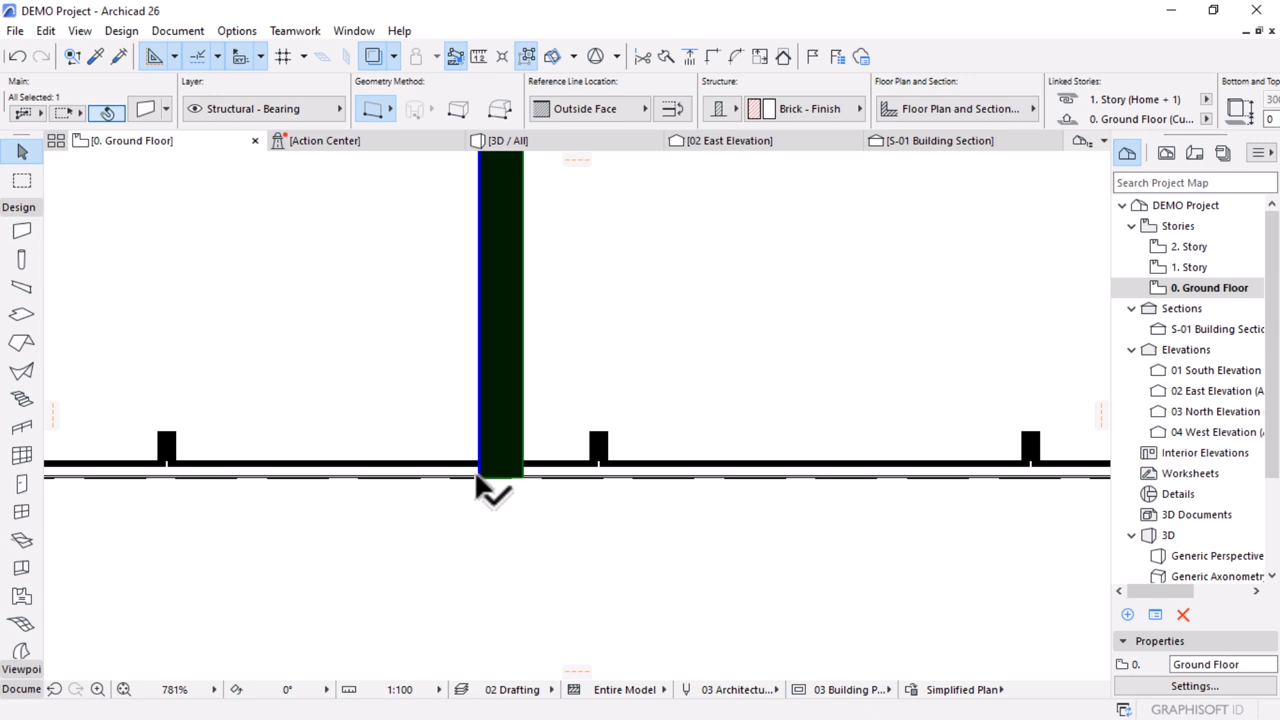 DEMO Project - Archicad 26
File Edit View Design Document Options Teamwork Window Help
Main:
All Selected: 1
Layer:
Structural - Bearing
Geometry Method:
Reference Line Location:
Outside Face
Structure:
Brick - Finish
Floor Plan and Section:
Floor Plan and Section...
Linked Stories:
1. Story (Home + 1)
0. Ground Floor (Cu...
Bottom and Top
300
0
[0. Ground Floor]
[Action Center]
[3D / All]
[02 East Elevation]
[S-01 Building Section]
Design
Viewpoi
Docume
Search Project Map
DEMO Project
Stories
2. Story
1. Story
0. Ground Floor
Sections
S-01 Building Sectio
Elevations
01 South Elevation
02 East Elevation (A
03 North Elevation
04 West Elevation (
Interior Elevations
Worksheets
Details
3D Documents
3D
Generic Perspective
Generic Axonometr
Properties
0.
Ground Floor
Settings...
781%
0°
1:100
02 Drafting
Entire Model
03 Architectu...
03 Building P...
Simplified Plan
GRAPHISOFT ID